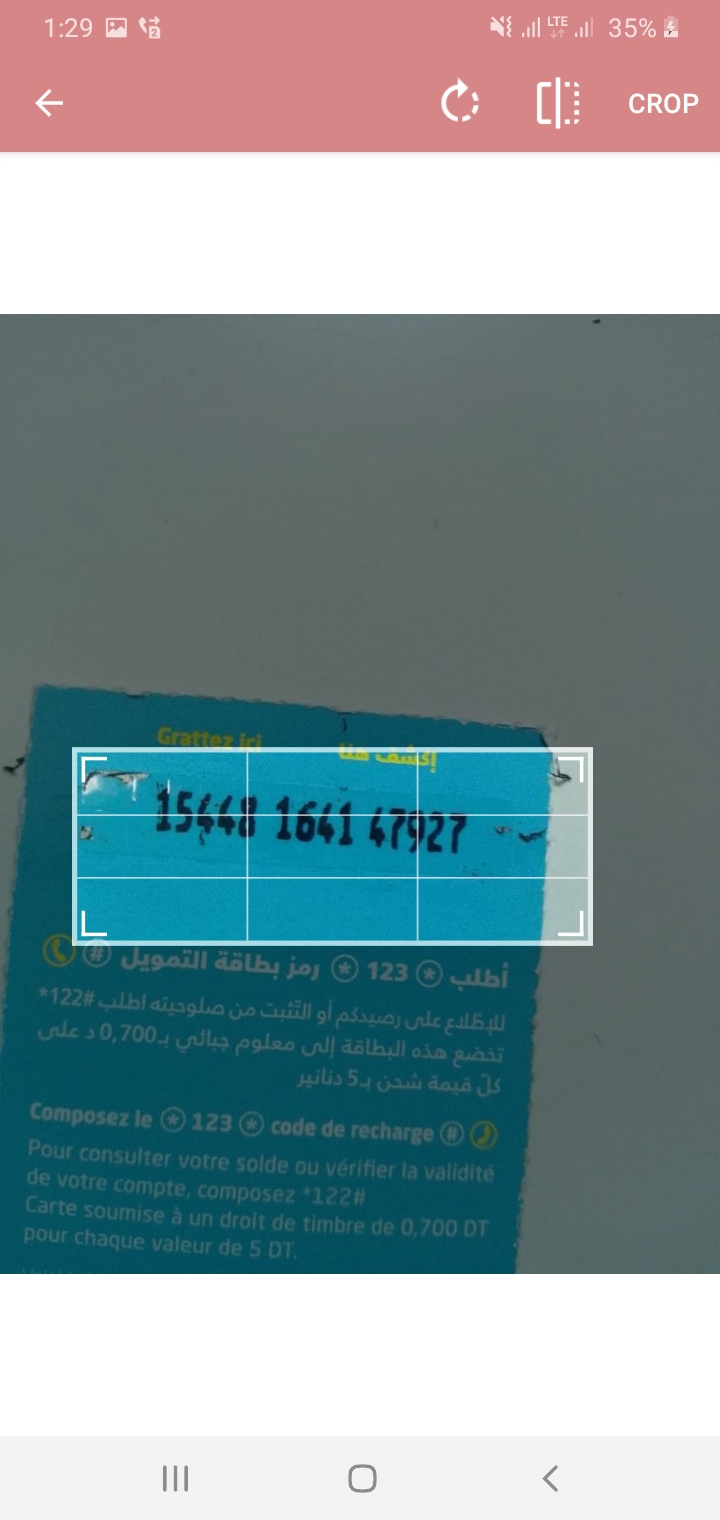 1:29 2 LTE 35%
CROP
Grattez ici إكشف هنا
15448 1641 47927
أطلب * 123 * رمز بطاقة التمويل #
للإطلاع على رصيدكم أو التثبت من صلوحيته اطلب #122*
تخضع هذه البطاقة إلى معلوم جبائي بـ0,700 د على
كلّ قيمة شحن بـ5 دنانير
Composez le * 123 * code de recharge #
Pour consulter votre solde ou vérifier la validité
de votre compte, composez *122#
Carte soumise à un droit de timbre de 0,700 DT
pour chaque valeur de 5 DT.